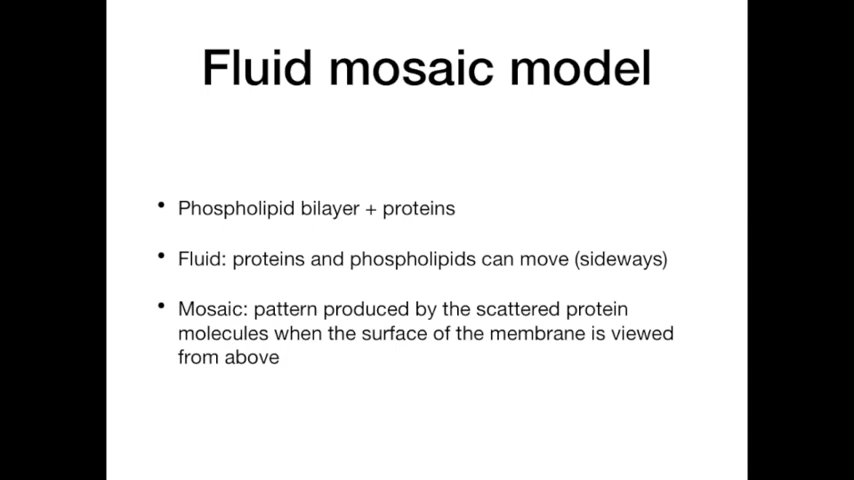 Fluid mosaic model
• Phospholipid bilayer + proteins
• Fluid: proteins and phospholipids can move (sideways)
• Mosaic: pattern produced by the scattered protein
molecules when the surface of the membrane is viewed
from above